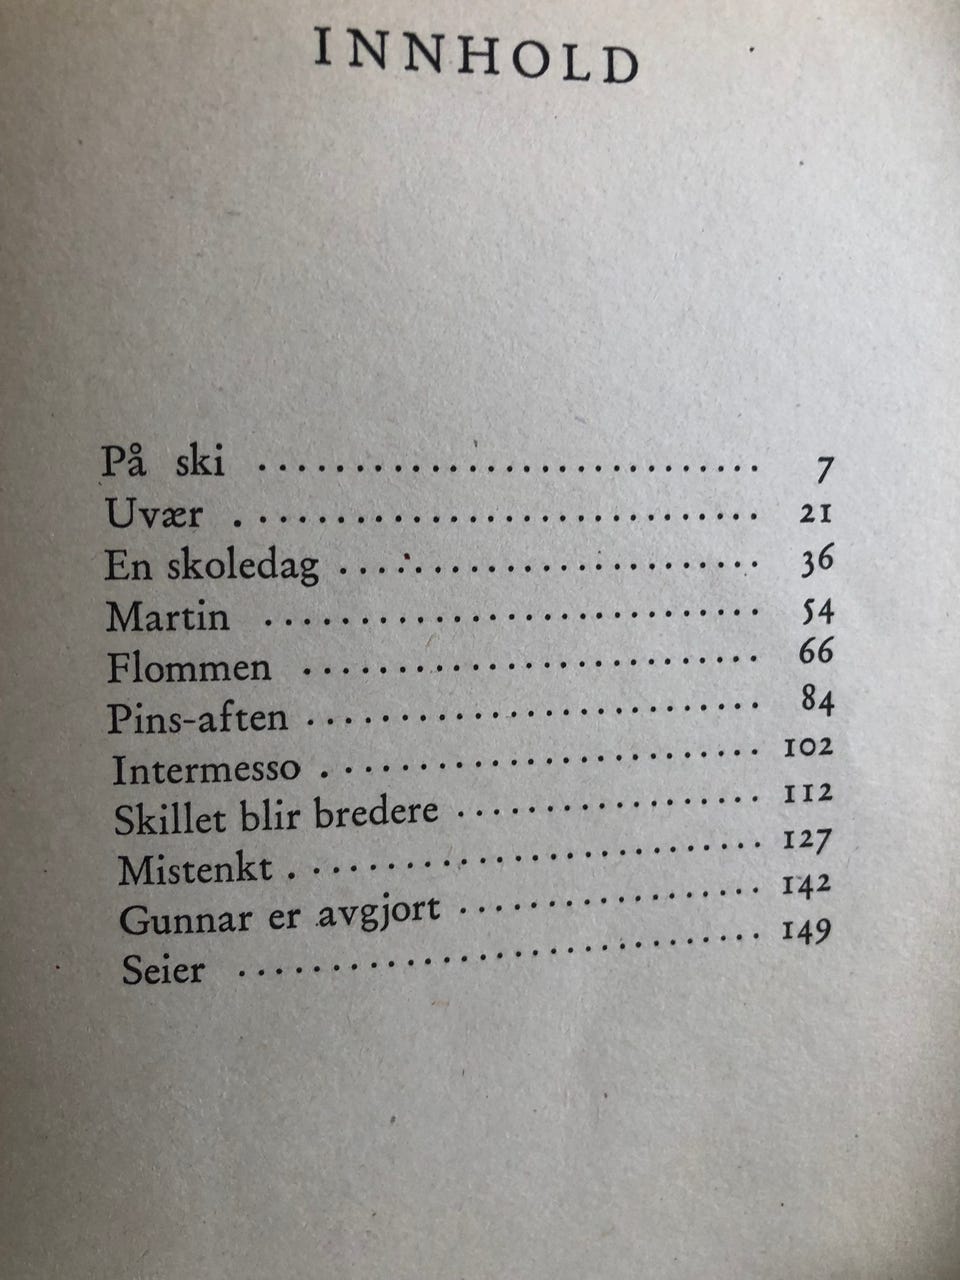 INNHOLD
På ski ........................... 7
Uvær ............................ 21
En skoledag ....................... 36
Martin ........................... 54
Flommen ......................... 66
Pins-aften ........................ 84
Intermesso ........................ 102
Skillet blir bredere ................ 112
Mistenkt ......................... 127
Gunnar er avgjort ................ 142
Seier ............................ 149